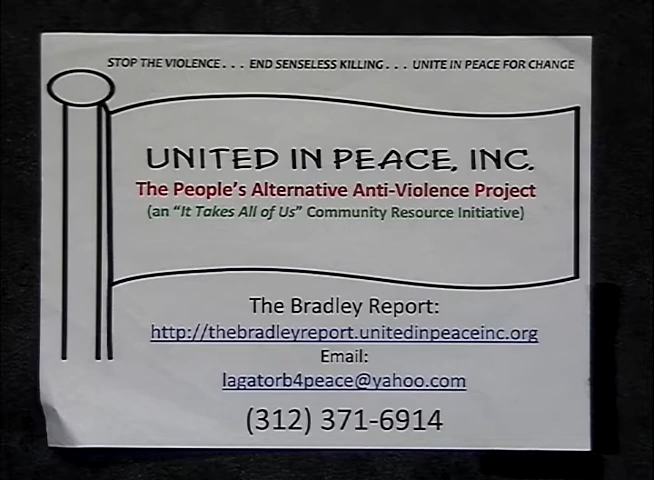 STOP THE VIOLENCE . . . END SENSELESS KILLING . . . UNITE IN PEACE FOR CHANGE
UNITED IN PEACE, INC.
The People's Alternative Anti-Violence Project
(an "It Takes All of Us" Community Resource Initiative)
The Bradley Report:
http://thebradleyreport.unitedinpeaceinc.org
Email:
lagatorb4peace@yahoo.com
(312) 371-6914